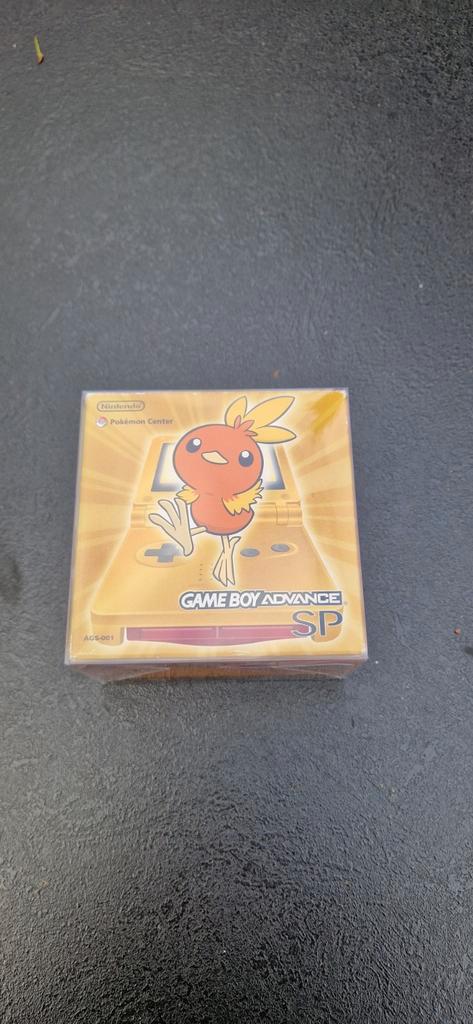 Nintendo
Pokémon Center
GAME BOY ADVANCE
SP
AGS-001